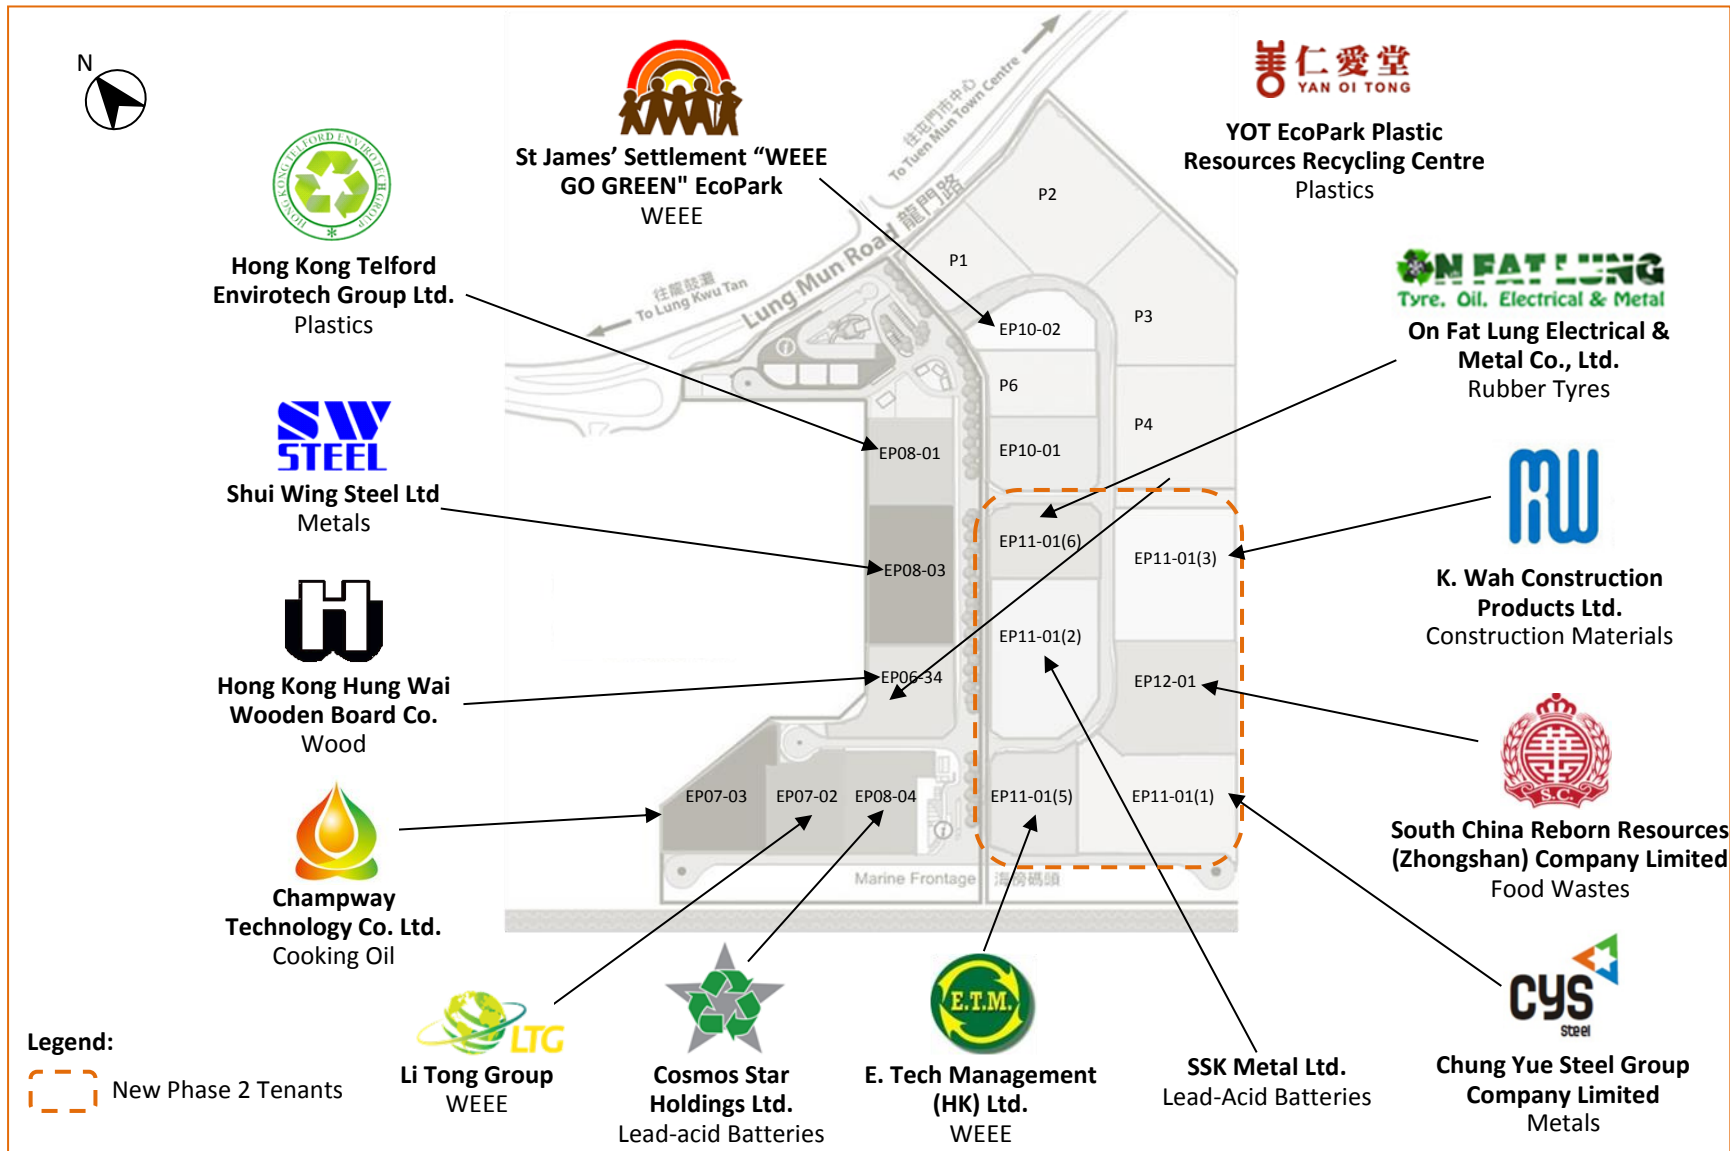 N
St James’ Settlement “WEEE
GO GREEN" EcoPark
WEEE
仁愛堂
YAN OI TONG
YOT EcoPark Plastic
Resources Recycling Centre
Plastics
HONG KONG TELFORD ENVIROTECH GROUP
Hong Kong Telford
Envirotech Group Ltd.
Plastics
往屯門市中心
To Tuen Mun Town Centre
Lung Mun Road 龍門路
往龍鼓灘
To Lung Kwu Tan
ON FAT LUNG
Tyre, Oil, Electrical & Metal
On Fat Lung Electrical &
Metal Co., Ltd.
Rubber Tyres
P2
P1
P3
EP10-02
P6
P4
EP10-01
EP08-01
SW
STEEL
Shui Wing Steel Ltd
Metals
EP08-03
EP11-01(6)
EP11-01(3)
K. Wah Construction
Products Ltd.
Construction Materials
EP11-01(2)
Hong Kong Hung Wai
Wooden Board Co.
Wood
EP06-34
EP12-01
華
S.C.
South China Reborn Resources
(Zhongshan) Company Limited
Food Wastes
EP07-03
EP07-02
EP08-04
EP11-01(5)
EP11-01(1)
Marine Frontage 海傍碼頭
Champway
Technology Co. Ltd.
Cooking Oil
LTG
Li Tong Group
WEEE
Cosmos Star
Holdings Ltd.
Lead-acid Batteries
E.T.M.
E. Tech Management
(HK) Ltd.
WEEE
SSK Metal Ltd.
Lead-Acid Batteries
CYS
Steel
Chung Yue Steel Group
Company Limited
Metals
Legend:
New Phase 2 Tenants